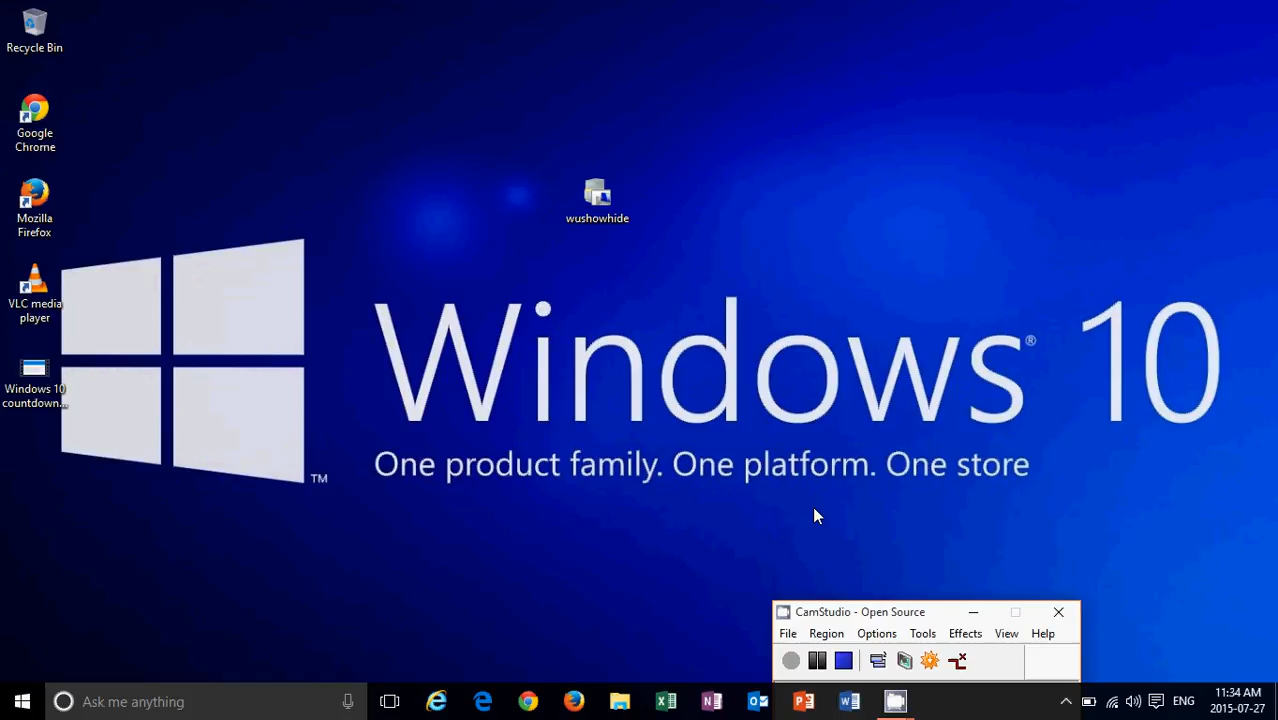 Recycle Bin
Google
Chrome
Mozilla
Firefox
VLC media
player
Windows 10
countdown...
wushowhide
Windows® 10
One product family. One platform. One store
TM
CamStudio - Open Source
File Region Options Tools Effects View Help
Ask me anything
ENG
11:34 AM
2015-07-27